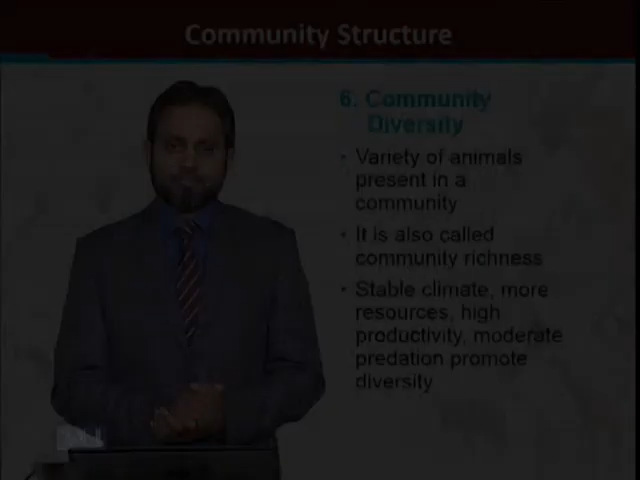 Community Structure
6. Community
Diversity
• Variety of animals
present in a
community
• It is also called
community richness
• Stable climate, more
resources, high
productivity, moderate
predation promote
diversity